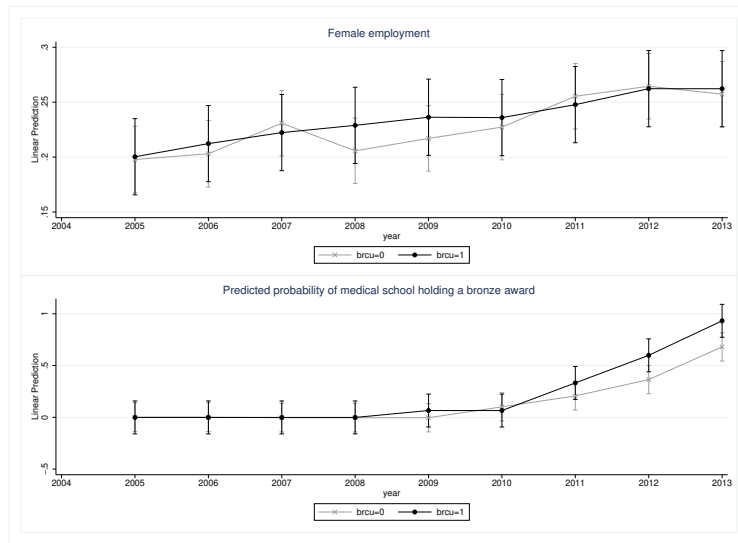 Female employment
Linear Prediction
.3
.25
.2
.15
2004 2005 2006 2007 2008 2009 2010 2011 2012 2013
year
brcu=0 brcu=1
Predicted probability of medical school holding a bronze award
Linear Prediction
1
.5
0
-.5
2004 2005 2006 2007 2008 2009 2010 2011 2012 2013
year
brcu=0 brcu=1